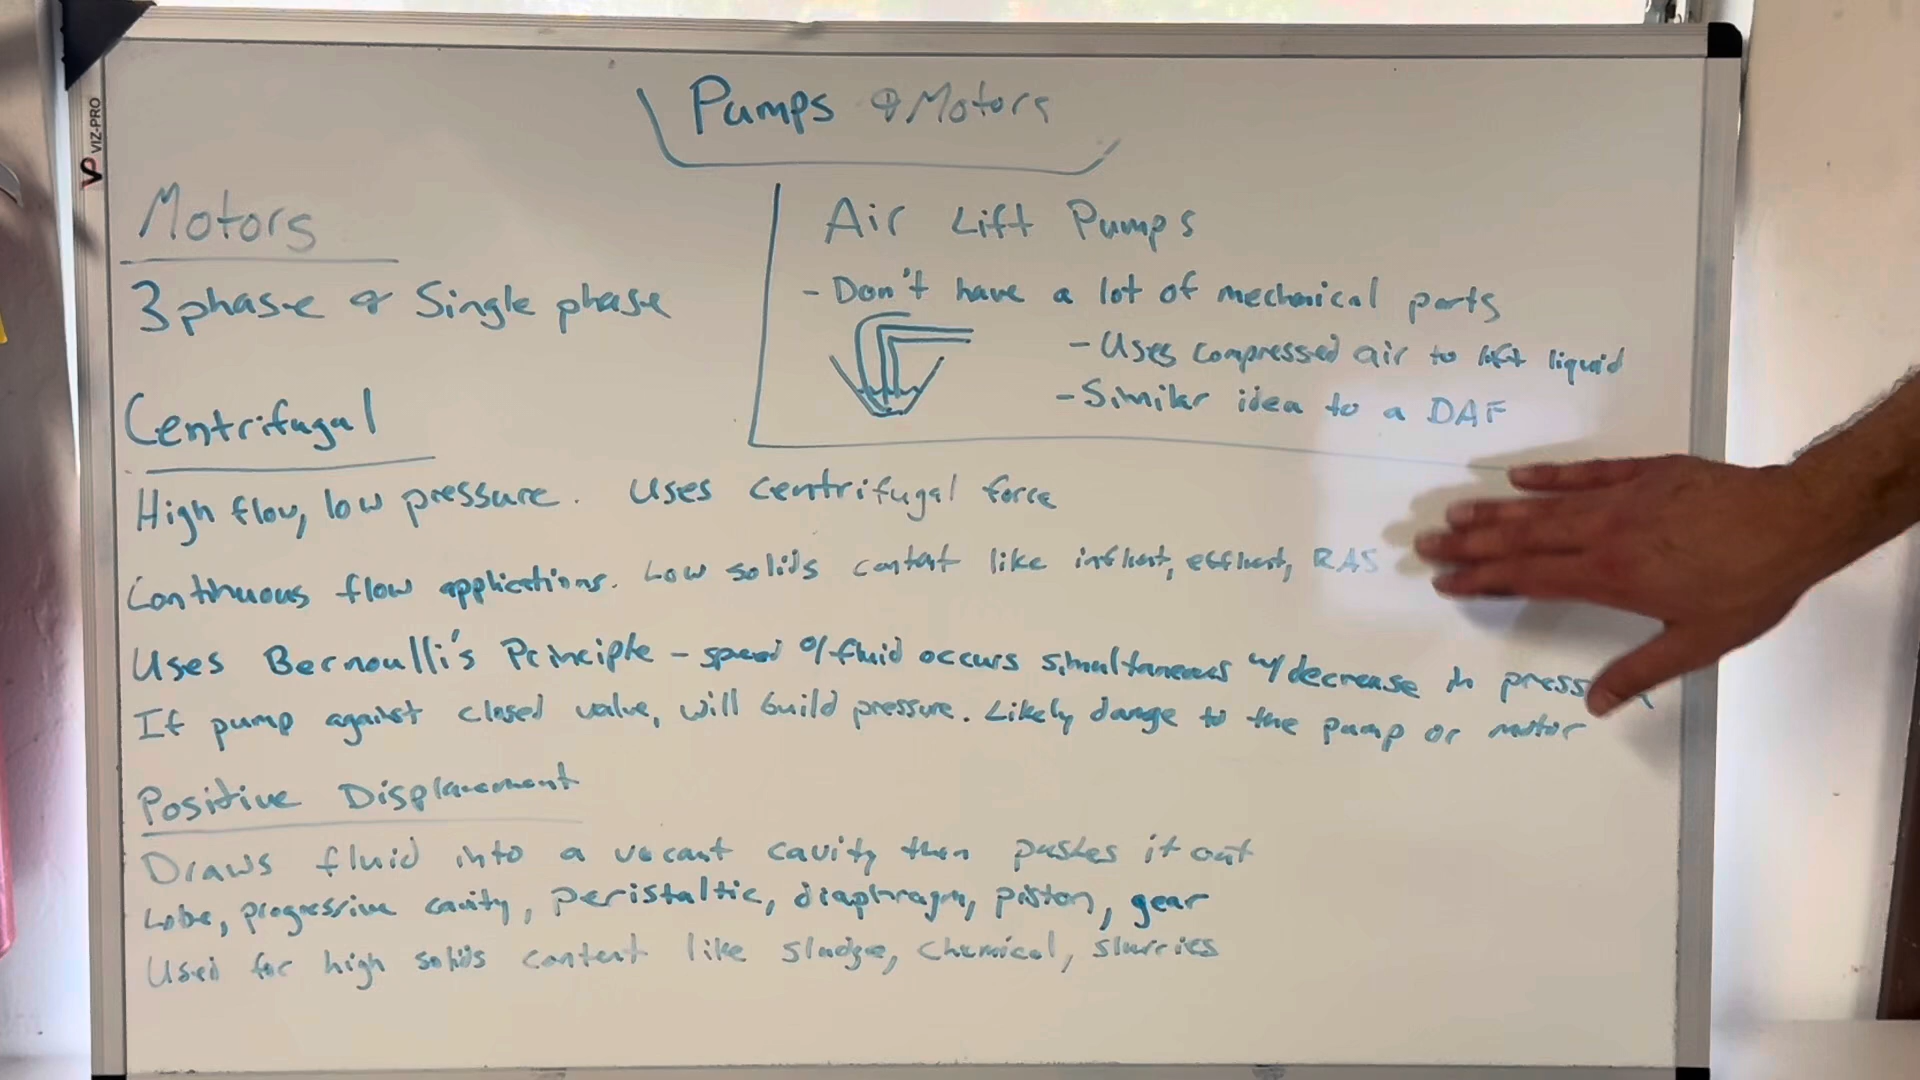 VIZ-PRO
Pumps & Motors
Motors
3 phase & Single phase
Air Lift Pumps
- Don't have a lot of mechanical parts
- Uses compressed air to lift liquid
- Similar idea to a DAF
Centrifugal
High flow, low pressure. Uses centrifugal force
Continuous flow applications. Low solids content like influent, effluent, RAS
Uses Bernoulli's Principle - speed of fluid occurs simultaneous w/ decrease in
If pump against closed valve, will build pressure. Likely damge to the pump or motor
Positive Displacement
Draws fluid into a vacant cavity then pushes it out
Lobe, progressive cavity, peristaltic, diaphragm, piston, gear
Used for high solids content like sludge, chemical, slurries